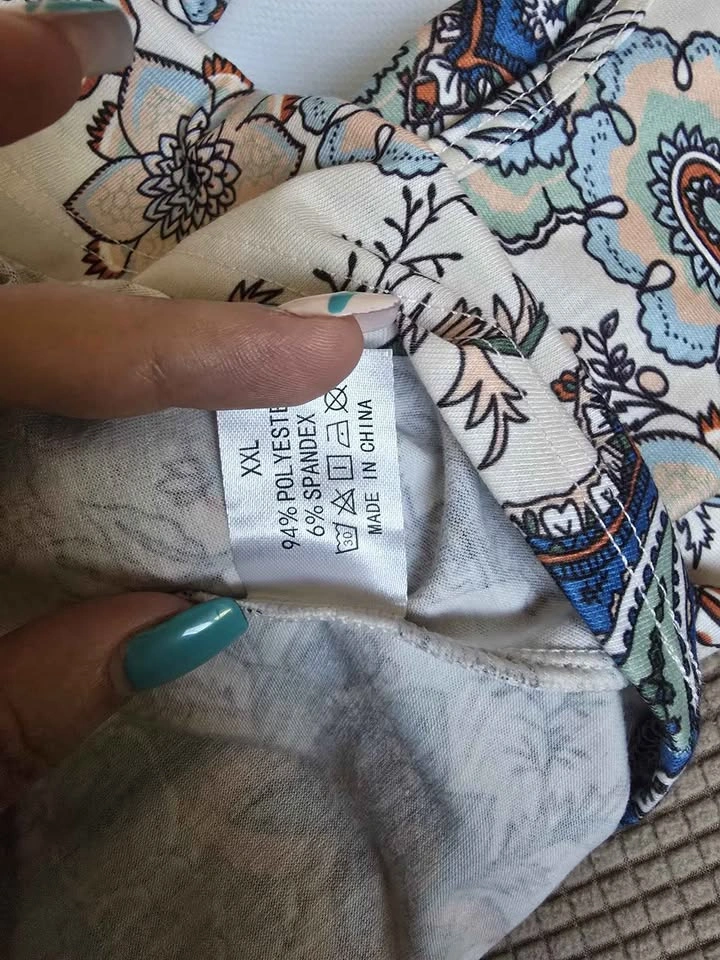 XXL
94% POLYESTE
6% SPANDEX
30
MADE IN CHINA